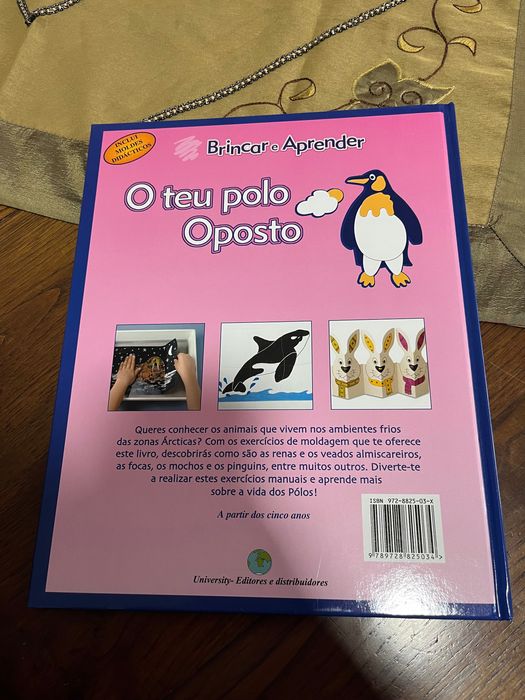 INCLUI
MOLDES
DIDÁCTICOS
Brincar e Aprender
O teu polo
Oposto
Queres conhecer os animais que vivem nos ambientes frios
das zonas Árcticas? Com os exercícios de moldagem que te oferece
este livro, descobrirás como são as renas e os veados almiscareiros,
as focas, os mochos e os pinguins, entre muitos outros. Diverte-te
a realizar estes exercícios manuais e aprende mais
sobre a vida dos Pólos!
A partir dos cinco anos
ISBN 972-8825-03-X
9 789728 825034 >
University- Editores e distribuidores